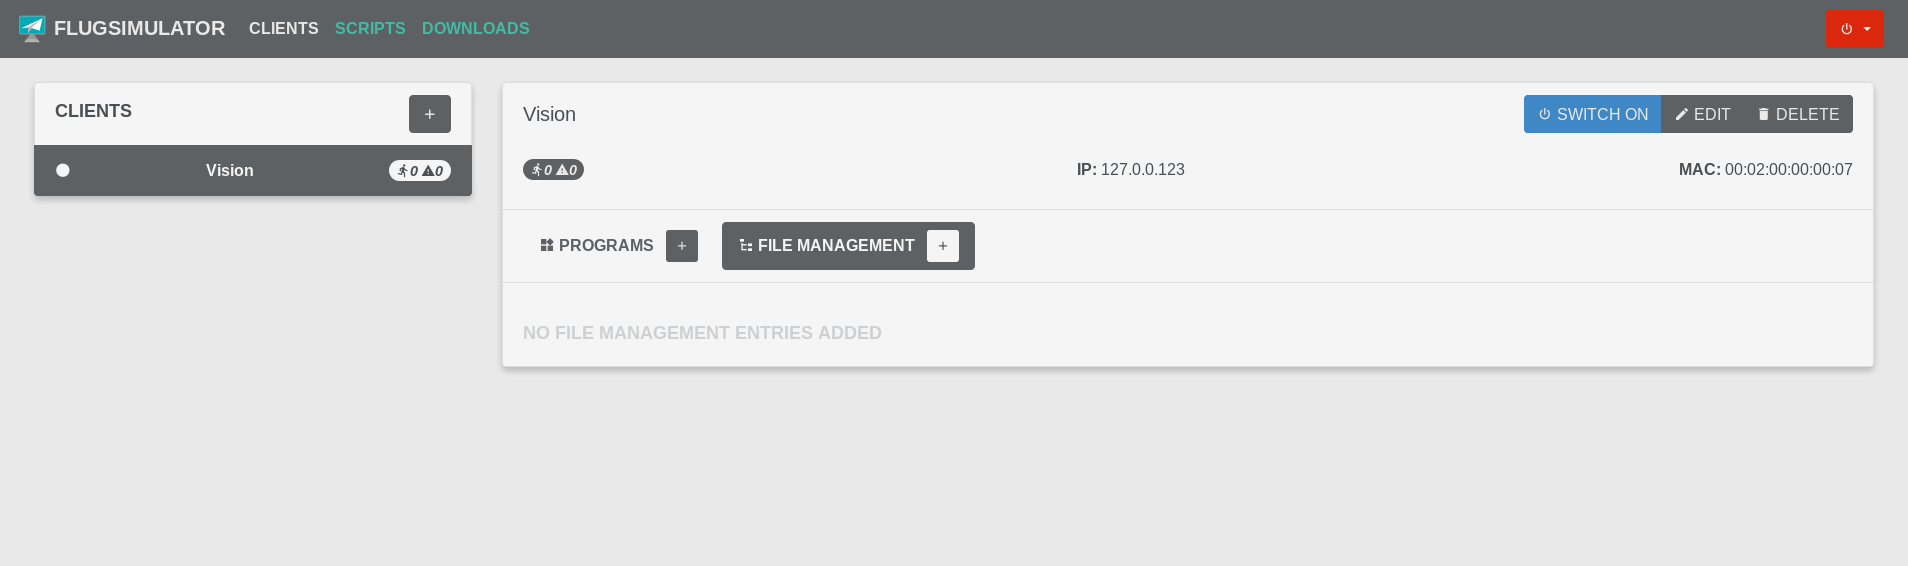 FLUGSIMULATOR CLIENTS SCRIPTS DOWNLOADS
CLIENTS +
Vision 0 0
Vision SWITCH ON EDIT DELETE
0 0 IP: 127.0.0.123 MAC: 00:02:00:00:00:07
PROGRAMS + FILE MANAGEMENT +
NO FILE MANAGEMENT ENTRIES ADDED